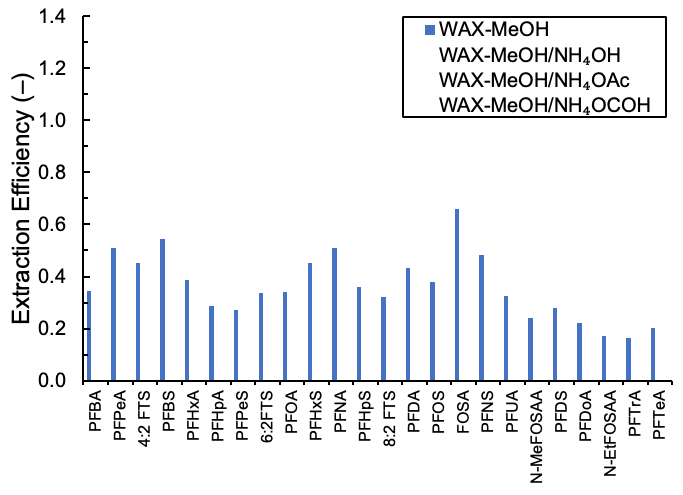 1.4
1.2
1.0
0.8
0.6
0.4
0.2
0.0
Extraction Efficiency (–)
WAX-MeOH
WAX-MeOH/NH₄OH
WAX-MeOH/NH₄OAc
WAX-MeOH/NH₄OCOH
PFBA
PFPeA
4:2 FTS
PFBS
PFHxA
PFHpA
PFPeS
6:2FTS
PFOA
PFHxS
PFNA
PFHpS
8:2 FTS
PFDA
PFOS
FOSA
PFNS
PFUA
N-MeFOSAA
PFDS
PFDoA
N-EtFOSAA
PFTrA
PFTeA